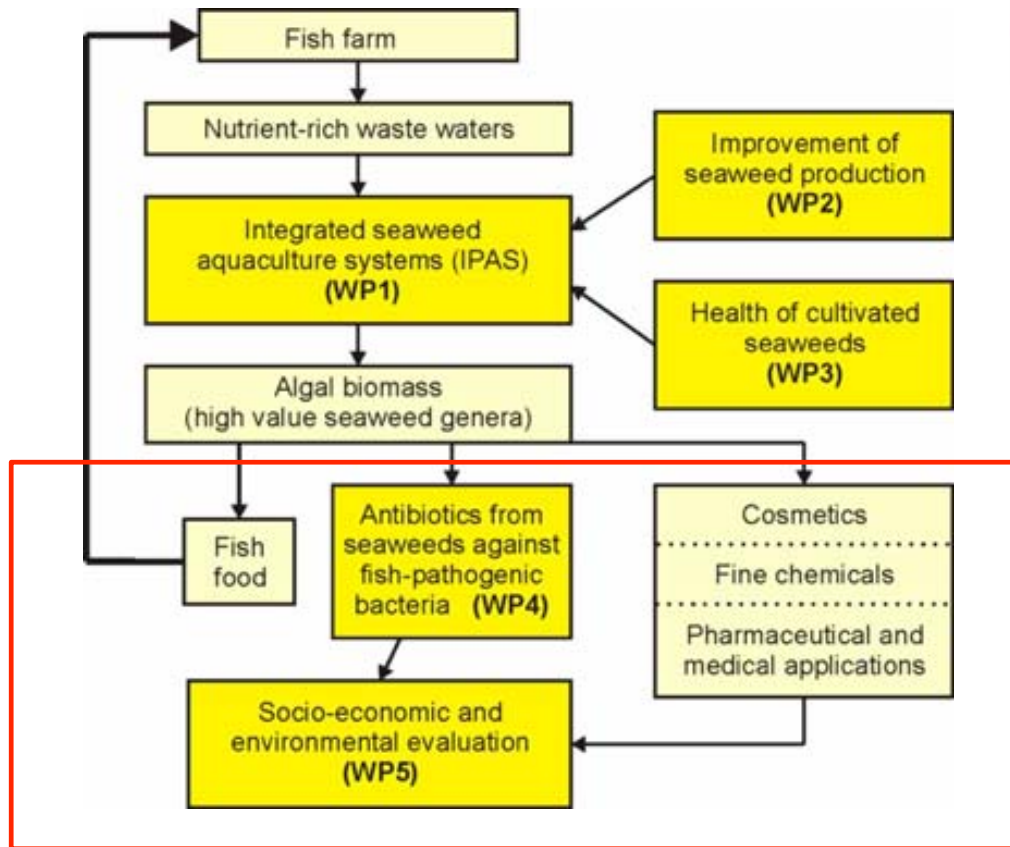 Fish farm
Nutrient-rich waste waters
Improvement of
seaweed production
(WP2)
Integrated seaweed
aquaculture systems (IPAS)
(WP1)
Health of cultivated
seaweeds
(WP3)
Algal biomass
(high value seaweed genera)
Fish
food
Antibiotics from
seaweeds against
fish-pathogenic
bacteria (WP4)
Cosmetics
Fine chemicals
Pharmaceutical and
medical applications
Socio-economic and
environmental evaluation
(WP5)